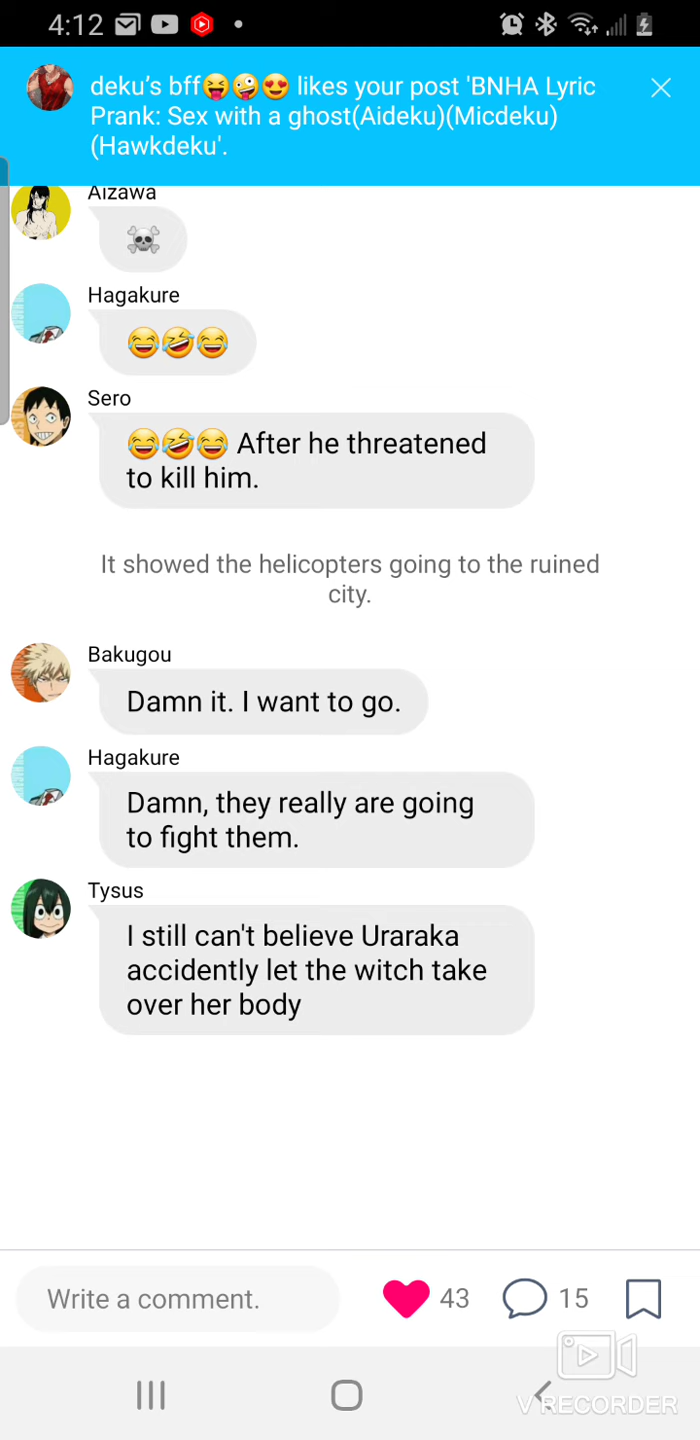 4:12
deku's bff😝🤪😍 likes your post 'BNHA Lyric
Prank: Sex with a ghost(Aideku)(Micdeku)
(Hawkdeku'.
Aizawa
☠️
Hagakure
😂🤣😂
Sero
😂🤣😂 After he threatened
to kill him.
It showed the helicopters going to the ruined
city.
Bakugou
Damn it. I want to go.
Hagakure
Damn, they really are going
to fight them.
Tysus
I still can't believe Uraraka
accidently let the witch take
over her body
Write a comment.
43
15
V RECORDER